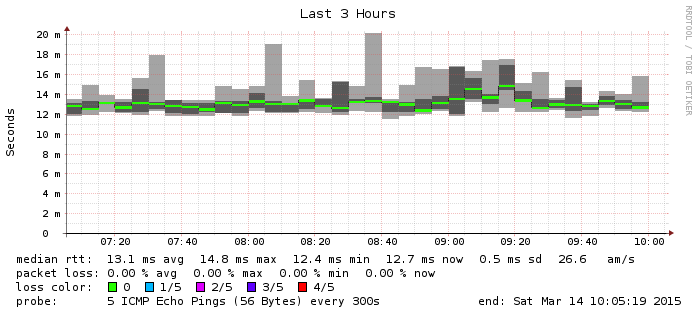 Last 3 Hours
RRDTOOL / TOBI OETIKER
Seconds
20 m
18 m
16 m
14 m
12 m
10 m
8 m
6 m
4 m
2 m
0
07:20 07:40 08:00 08:20 08:40 09:00 09:20 09:40 10:00
median rtt: 13.1 ms avg 14.8 ms max 12.4 ms min 12.7 ms now 0.5 ms sd 26.6 am/s
packet loss: 0.00 % avg 0.00 % max 0.00 % min 0.00 % now
loss color: 0 1/5 2/5 3/5 4/5
probe: 5 ICMP Echo Pings (56 Bytes) every 300s end: Sat Mar 14 10:05:19 2015